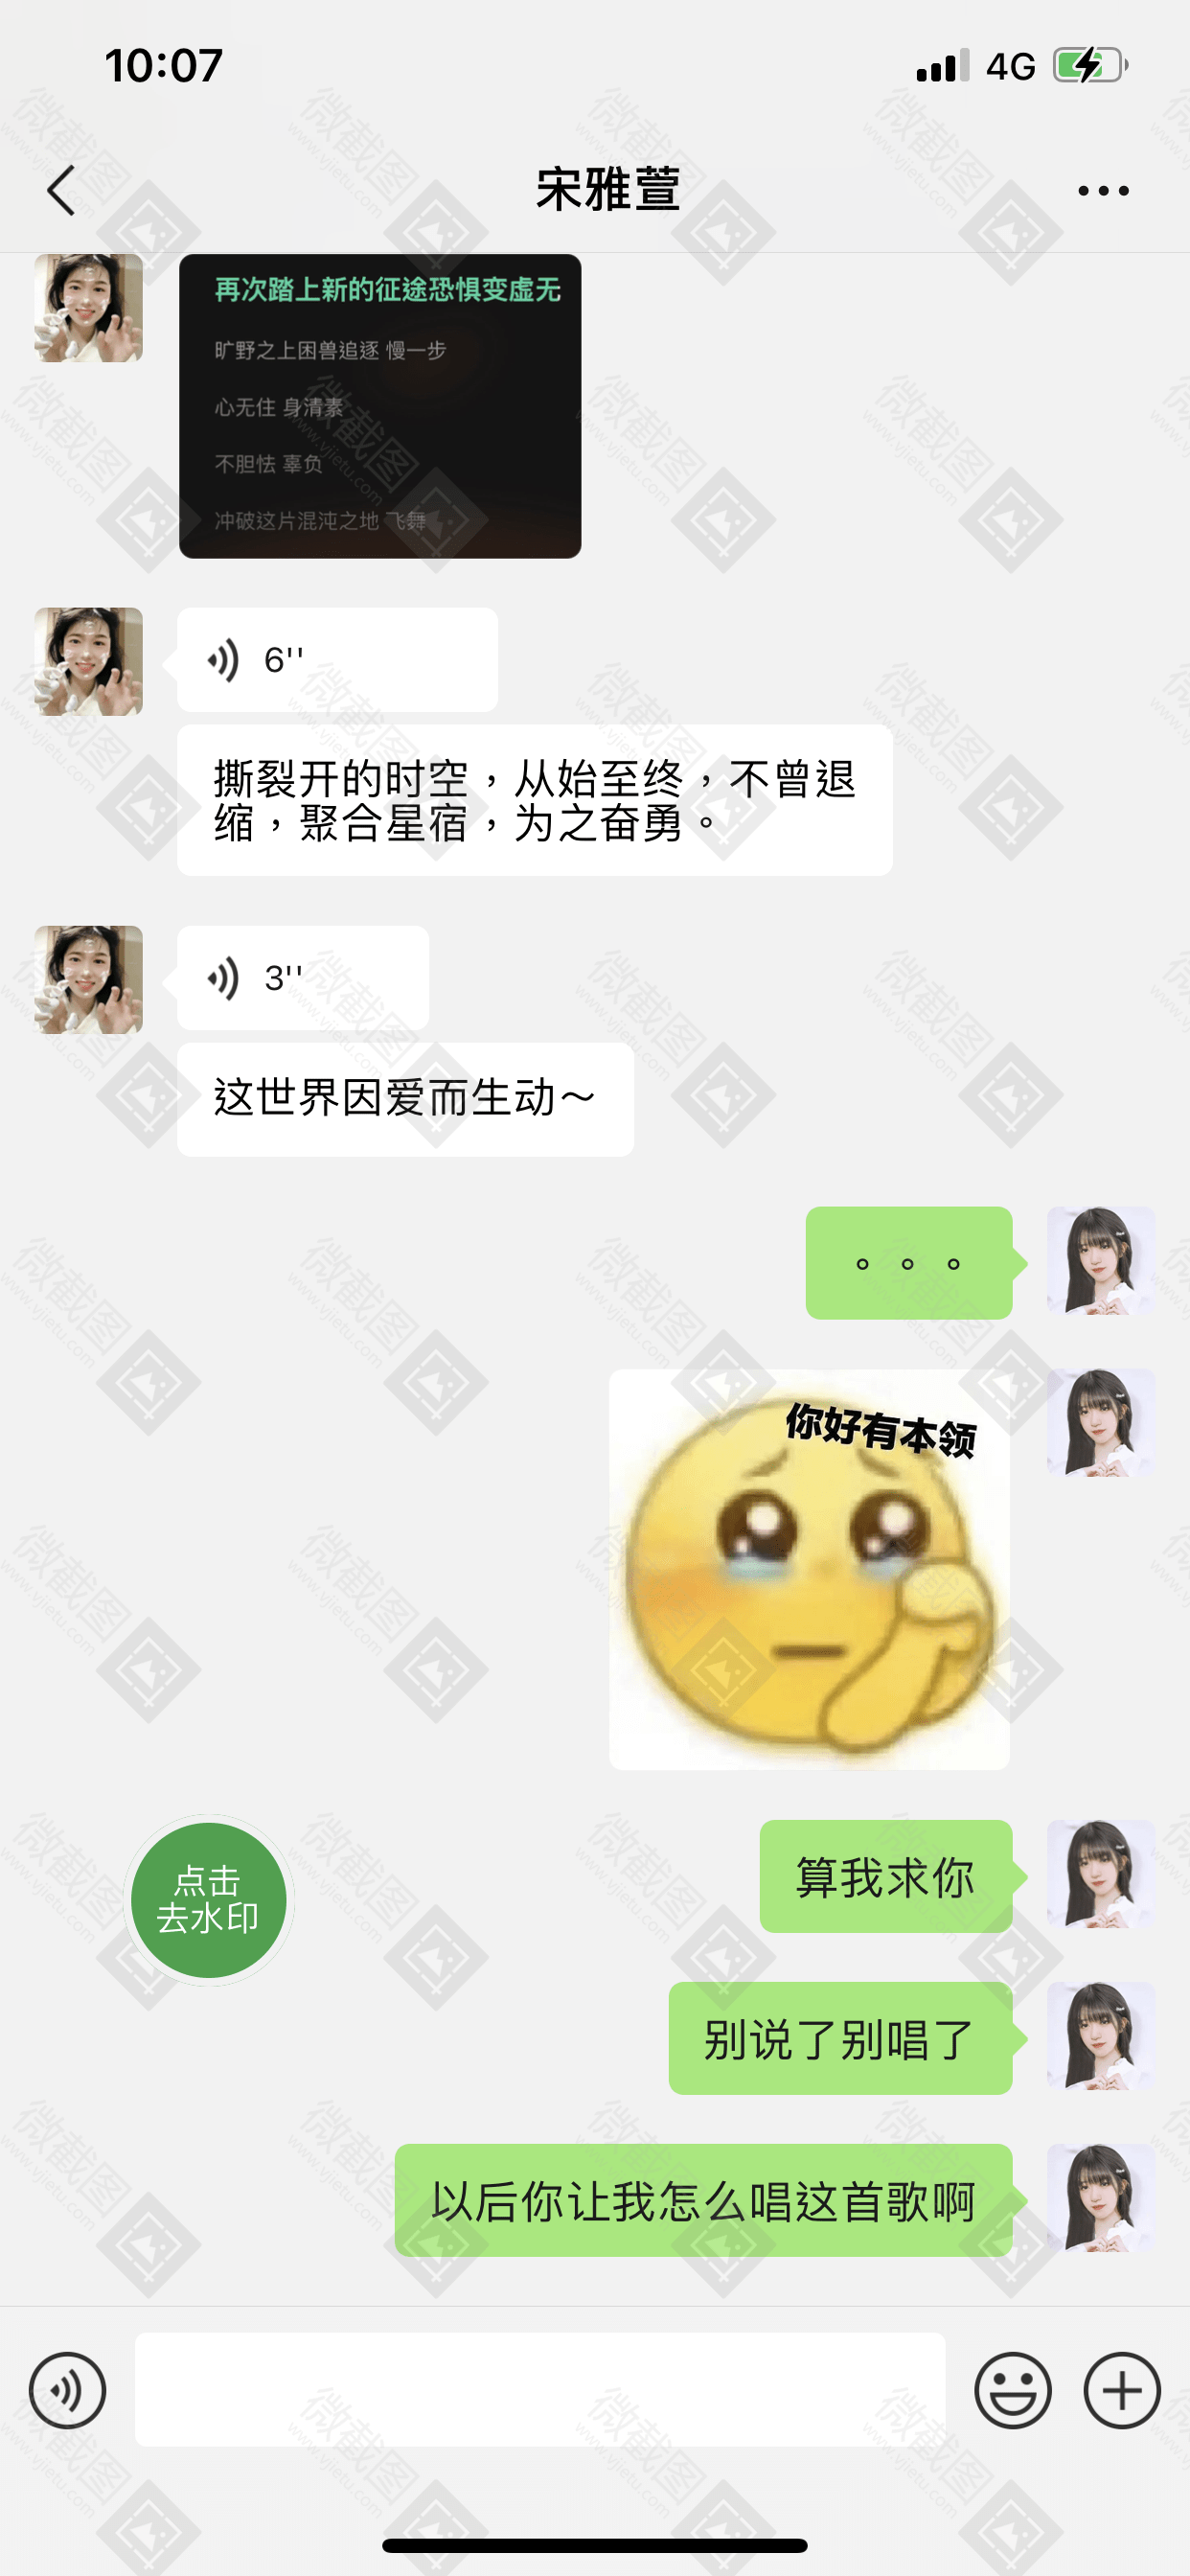 10:07
4G
宋雅萱
再次踏上新的征途恐惧变虚无
旷野之上困兽追逐 慢一步
心无住 身清素
不胆怯 辜负
冲破这片混沌之地 飞舞
6''
撕裂开的时空，从始至终，不曾退
缩，聚合星宿，为之奋勇。
3''
这世界因爱而生动～
。。。
你好有本领
算我求你
点击
去水印
别说了别唱了
以后你让我怎么唱这首歌啊
微截图
www.vjietu.com